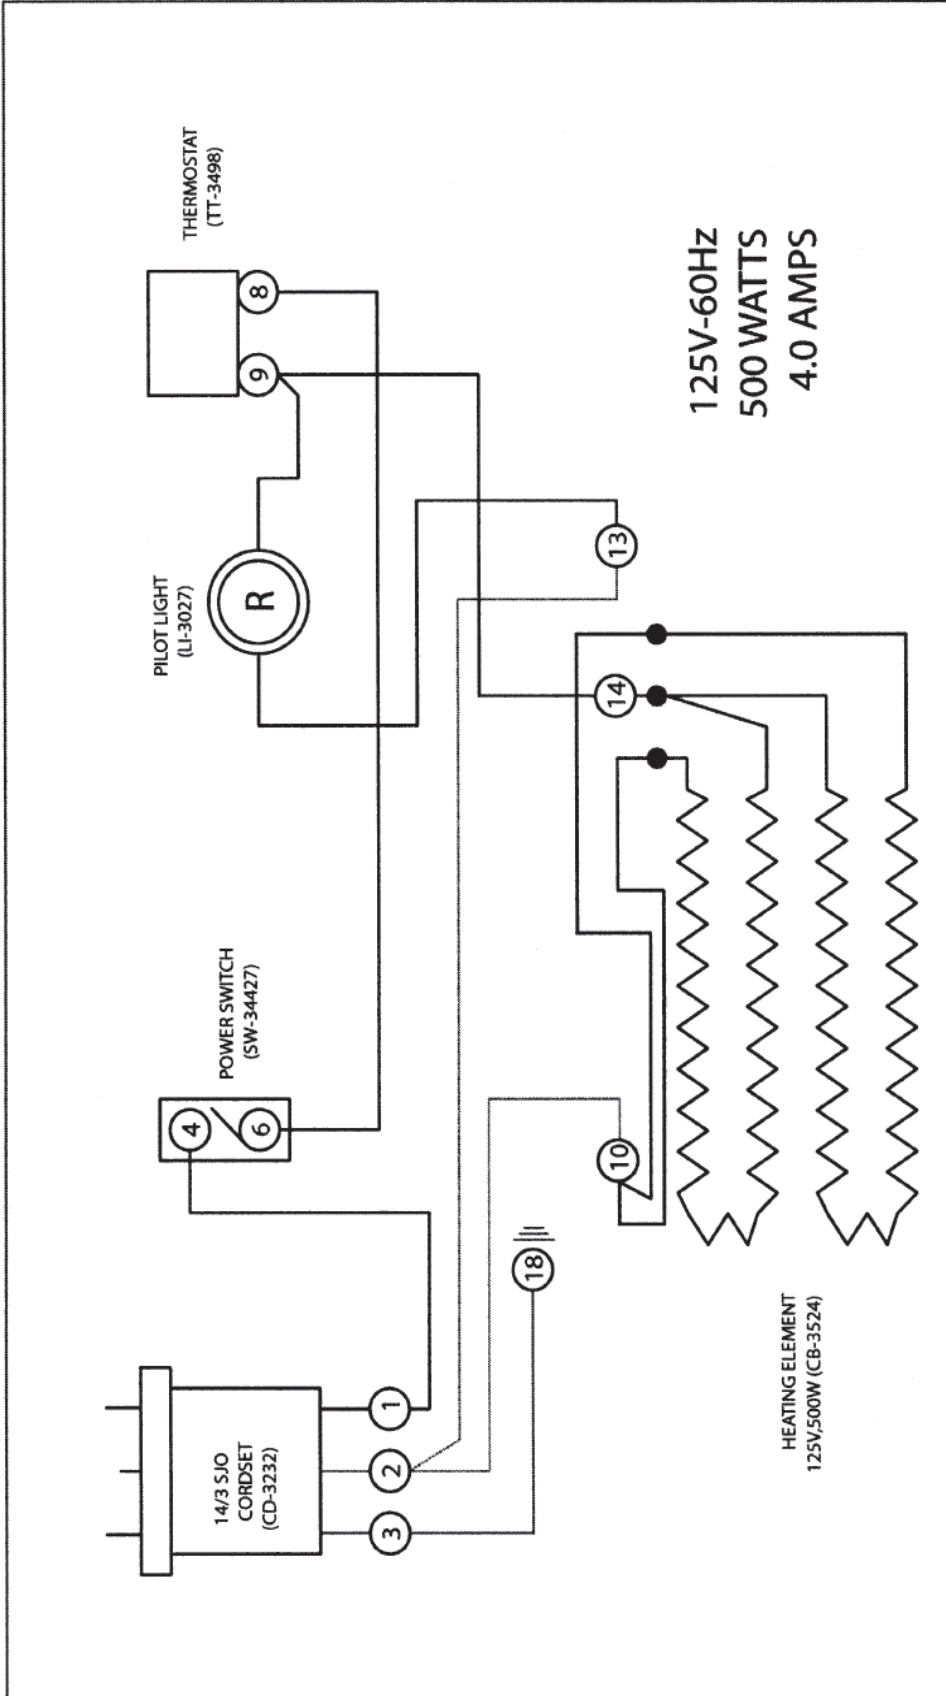 14/3 SJO
CORDSET
(CD-3232)
1
2
3
4
6
POWER SWITCH
(SW-34427)
PILOT LIGHT
(LI-3027)
R
THERMOSTAT
(TT-3498)
9
8
18
10
14
13
125V-60Hz
500 WATTS
4.0 AMPS
HEATING ELEMENT
125V,500W (CB-3524)